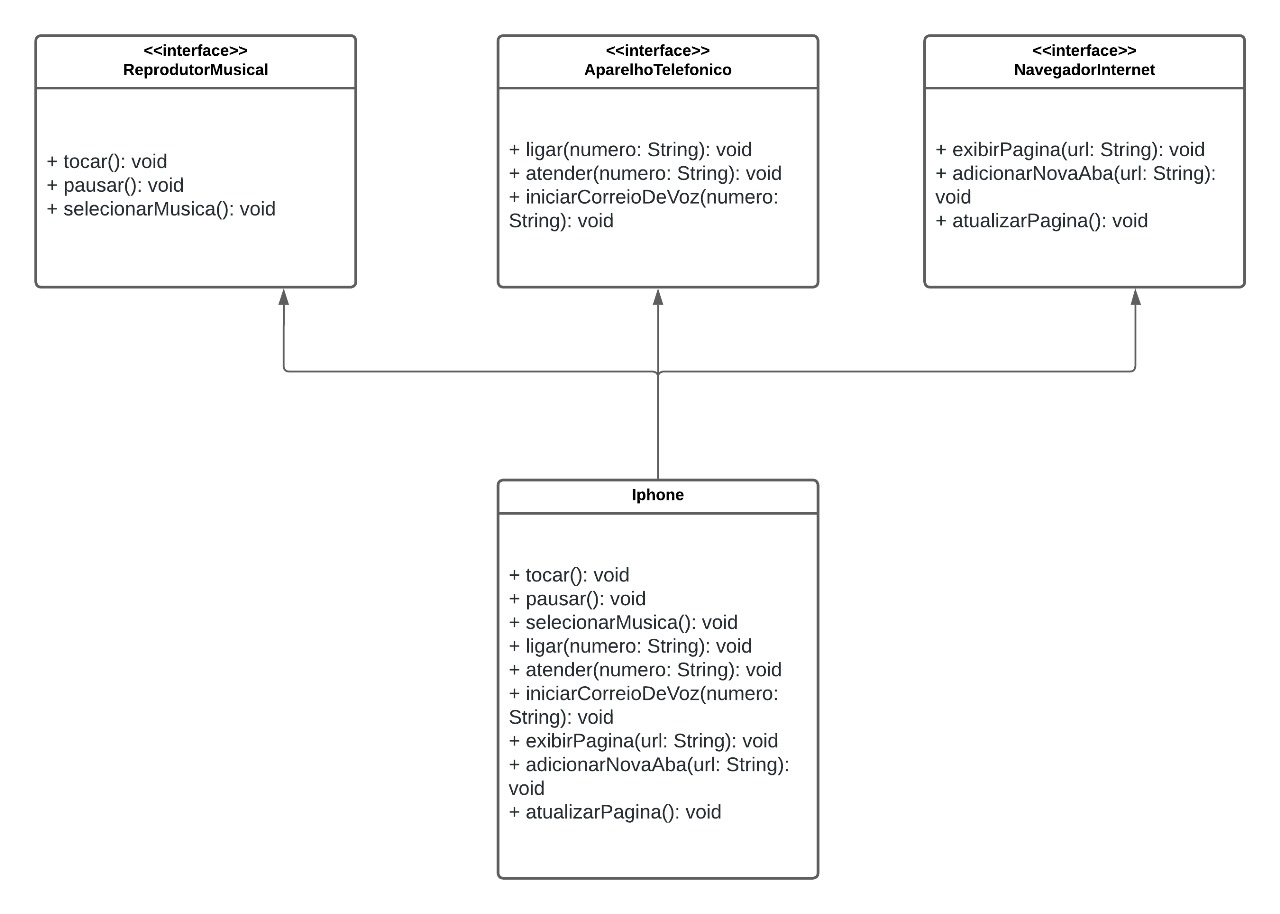 <<interface>>
ReprodutorMusical
+ tocar(): void
+ pausar(): void
+ selecionarMusica(): void
<<interface>>
AparelhoTelefonico
+ ligar(numero: String): void
+ atender(numero: String): void
+ iniciarCorreioDeVoz(numero:
String): void
<<interface>>
NavegadorInternet
+ exibirPagina(url: String): void
+ adicionarNovaAba(url: String):
void
+ atualizarPagina(): void
Iphone
+ tocar(): void
+ pausar(): void
+ selecionarMusica(): void
+ ligar(numero: String): void
+ atender(numero: String): void
+ iniciarCorreioDeVoz(numero:
String): void
+ exibirPagina(url: String): void
+ adicionarNovaAba(url: String):
void
+ atualizarPagina(): void